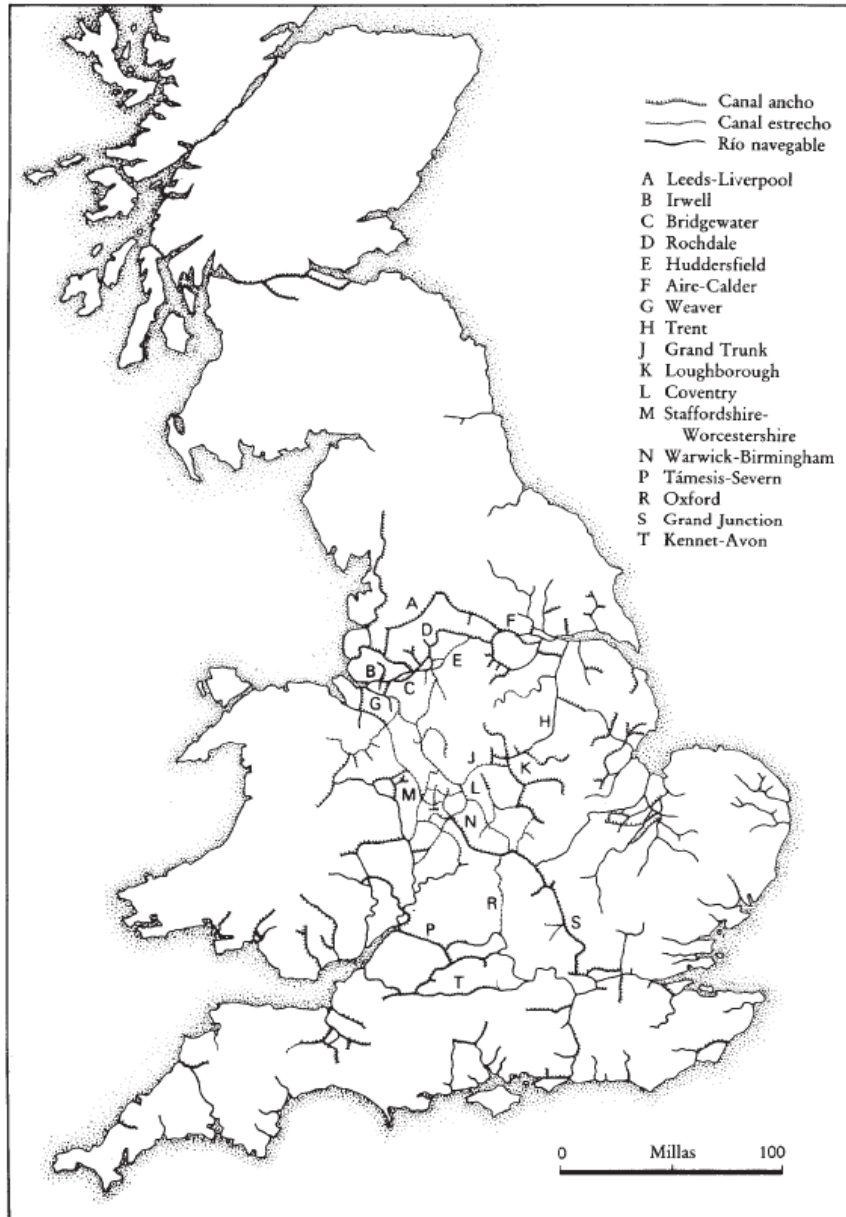 Canal ancho
Canal estrecho
Río navegable
A Leeds-Liverpool
B Irwell
C Bridgewater
D Rochdale
E Huddersfield
F Aire-Calder
G Weaver
H Trent
J Grand Trunk
K Loughborough
L Coventry
M Staffordshire-
Worcestershire
N Warwick-Birmingham
P Támesis-Severn
R Oxford
S Grand Junction
T Kennet-Avon
A
F
D
E
B
C
G
H
J
K
M
L
N
R
S
P
T
0 Millas 100